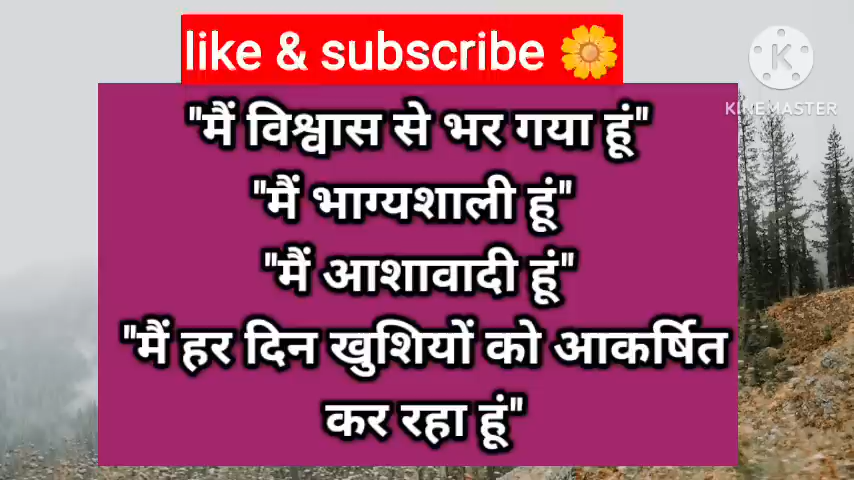 like & subscribe 🌼
KINEMASTER
"मैं विश्वास से भर गया हूं"
"मैं भाग्यशाली हूं"
"मैं आशावादी हूं"
"मैं हर दिन खुशियों को आकर्षित
कर रहा हूं"